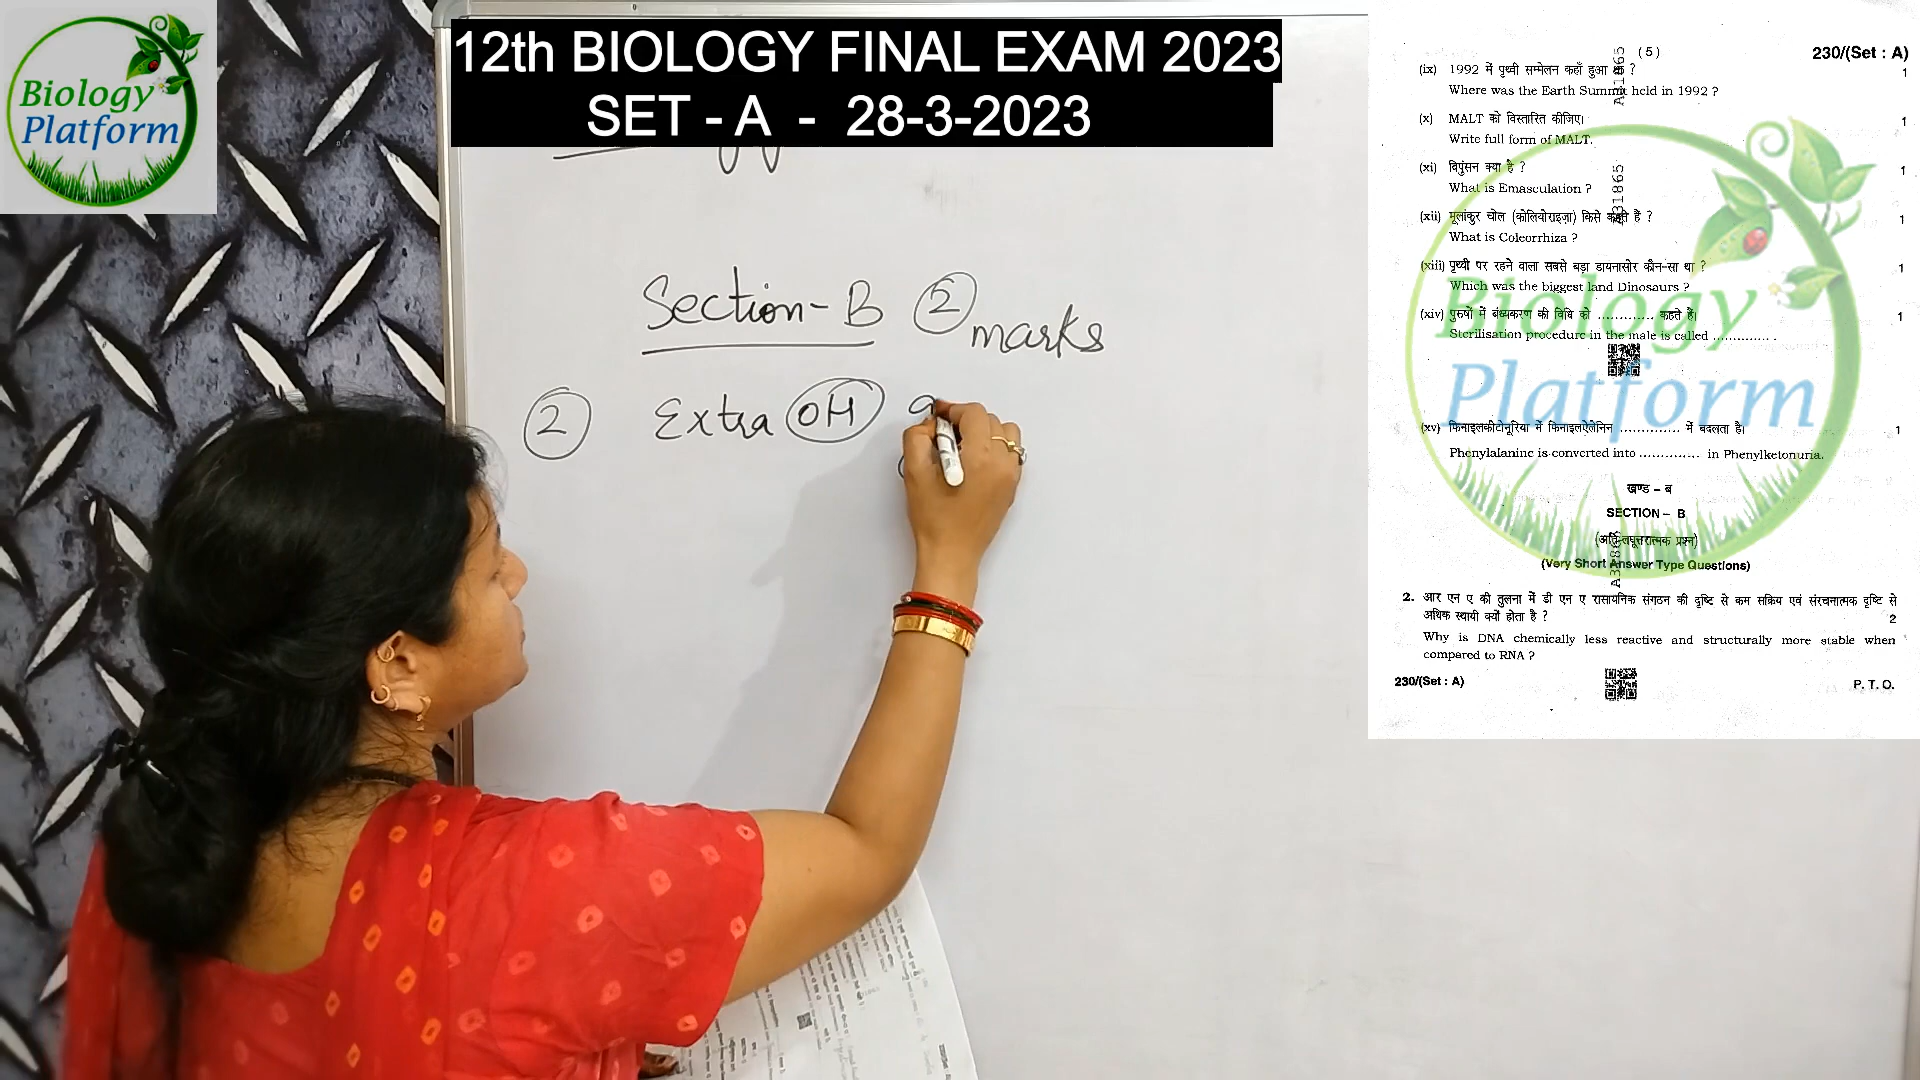 Biology
Platform
12th BIOLOGY FINAL EXAM 2023
SET - A - 28-3-2023
Section-B 2
marks
2 Extra OH
( 5 ) 230/(Set : A)
(ix) 1992 में पृथ्वी सम्मेलन कहाँ हुआ था ? 1
Where was the Earth Summit held in 1992 ?
(x) MALT को विस्तारित कीजिए। 1
Write full form of MALT.
(xi) विपुंसन क्या है ? 1
What is Emasculation ?
(xii) मूलांकुर चोल (कोलियोराइज़ा) किसे कहते हैं ? 1
What is Coleorrhiza ?
(xiii) पृथ्वी पर रहने वाला सबसे बड़ा डायनासोर कौन-सा था ? 1
Which was the biggest land Dinosaurs ?
(xiv) पुरुषों में बंध्यकरण की विधि को ............. कहते हैं। 1
Sterilisation procedure in the male is called ............. .
Biology
Platform
(xv) फिनाइलकीटोनूरिया में फिनाइलऐलेनिन .............. में बदलता है। 1
Phenylalanine is converted into ............. in Phenylketonuria.
खण्ड – ब
SECTION – B
(अति-लघूत्तरात्मक प्रश्न)
(Very Short Answer Type Questions)
2. आर एन ए की तुलना में डी एन ए रासायनिक संगठन की दृष्टि से कम सक्रिय एवं संरचनात्मक दृष्टि से
अधिक स्थायी क्यों होता है ? 2
Why is DNA chemically less reactive and structurally more stable when
compared to RNA ?
230/(Set : A) P. T. O.
A31865
A31865